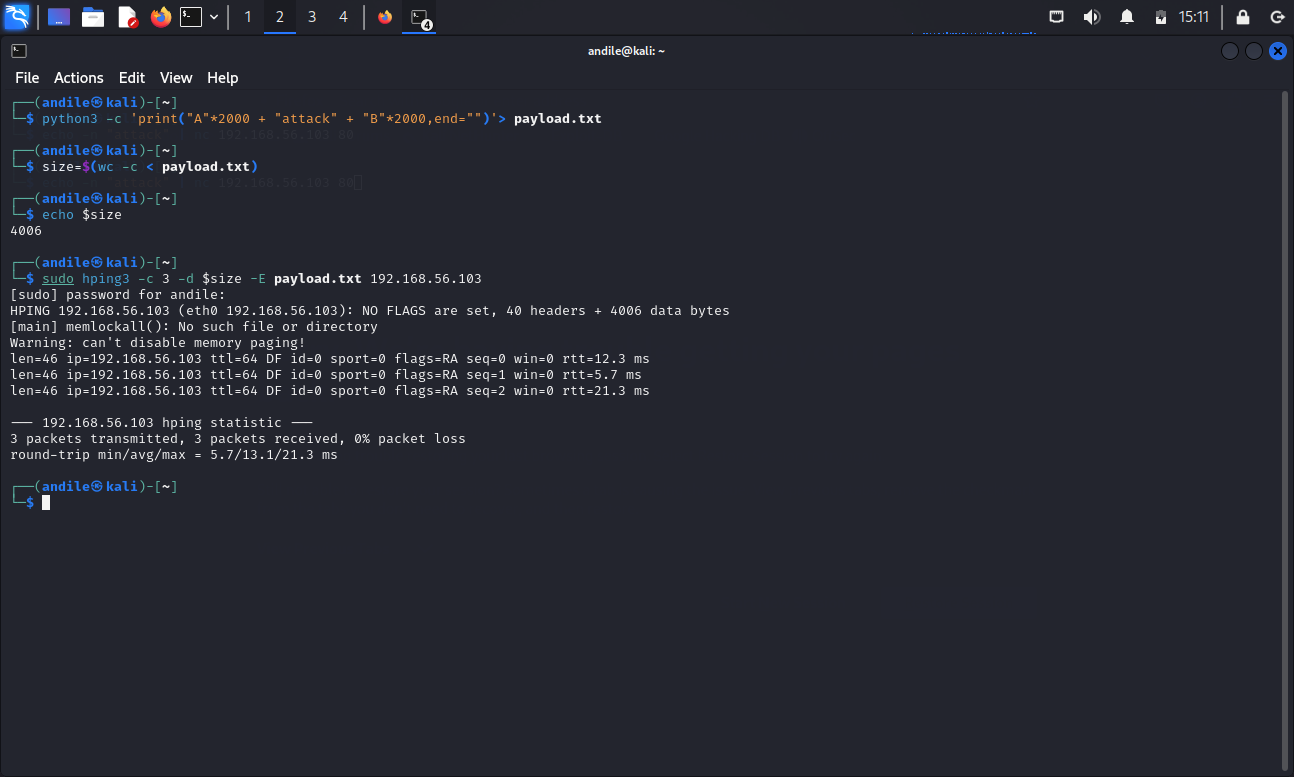 1 2 3 4 4 15:11
andile@kali: ~
File Actions Edit View Help
┌──(andile㉿kali)-[~]
└─$ python3 -c 'print("A"*2000 + "attack" + "B"*2000,end="")'> payload.txt
┌──(andile㉿kali)-[~]
└─$ size=$(wc -c < payload.txt)
┌──(andile㉿kali)-[~]
└─$ echo $size
4006
┌──(andile㉿kali)-[~]
└─$ sudo hping3 -c 3 -d $size -E payload.txt 192.168.56.103
[sudo] password for andile:
HPING 192.168.56.103 (eth0 192.168.56.103): NO FLAGS are set, 40 headers + 4006 data bytes
[main] memlockall(): No such file or directory
Warning: can't disable memory paging!
len=46 ip=192.168.56.103 ttl=64 DF id=0 sport=0 flags=RA seq=0 win=0 rtt=12.3 ms
len=46 ip=192.168.56.103 ttl=64 DF id=0 sport=0 flags=RA seq=1 win=0 rtt=5.7 ms
len=46 ip=192.168.56.103 ttl=64 DF id=0 sport=0 flags=RA seq=2 win=0 rtt=21.3 ms
--- 192.168.56.103 hping statistic ---
3 packets transmitted, 3 packets received, 0% packet loss
round-trip min/avg/max = 5.7/13.1/21.3 ms
┌──(andile㉿kali)-[~]
└─$